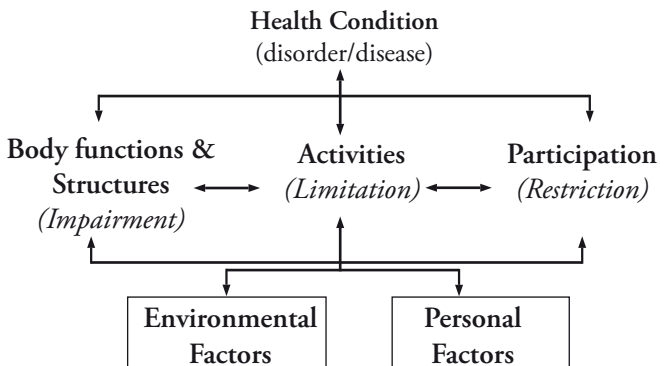 Health Condition
(disorder/disease)
Body functions &
Structures
(Impairment)
Activities
(Limitation)
Participation
(Restriction)
Environmental
Factors
Personal
Factors